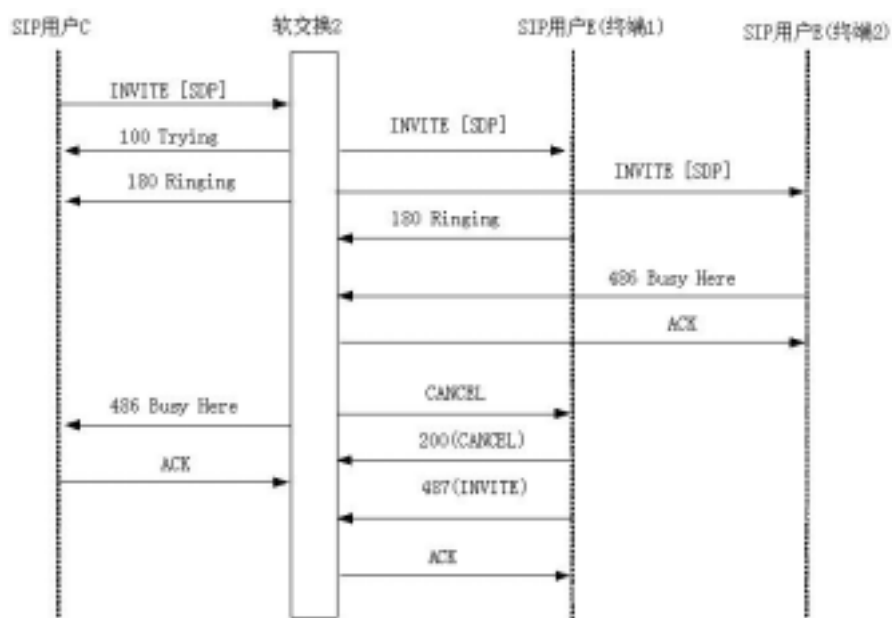 SIP用户C
软交换2
SIP用户E(终端1)
SIP用户E(终端2)
INVITE [SDP]
100 Trying
INVITE [SDP]
180 Ringing
INVITE [SDP]
180 Ringing
486 Busy Here
ACK
CANCEL
486 Busy Here
200(CANCEL)
ACK
487(INVITE)
ACK